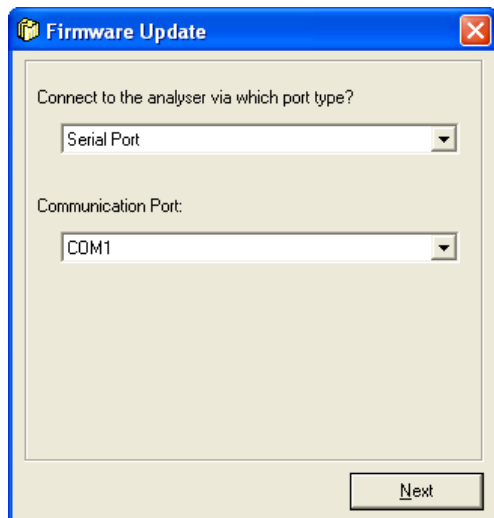 Firmware Update
Connect to the analyser via which port type?
Serial Port
Communication Port:
COM1
Next